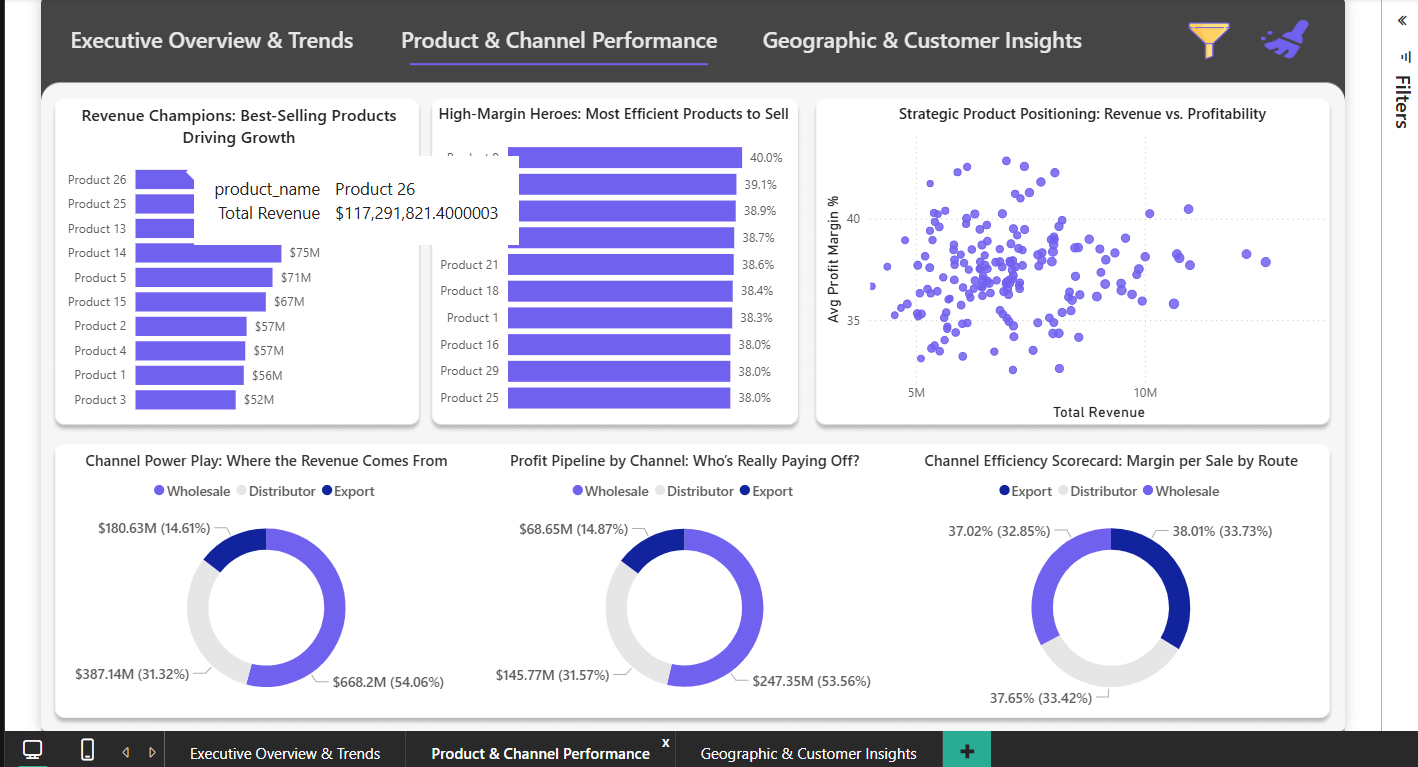 Executive Overview & Trends
Product & Channel Performance
Geographic & Customer Insights
Filters
Revenue Champions: Best-Selling Products
Driving Growth
Product 26
Product 25
Product 13
Product 14
$75M
Product 5
$71M
Product 15
$67M
Product 2
$57M
Product 4
$57M
Product 1
$56M
Product 3
$52M
product_name Product 26
Total Revenue $117,291,821.4000003
High-Margin Heroes: Most Efficient Products to Sell
40.0%
39.1%
38.9%
38.7%
Product 21
38.6%
Product 18
38.4%
Product 1
38.3%
Product 16
38.0%
Product 29
38.0%
Product 25
38.0%
Strategic Product Positioning: Revenue vs. Profitability
Avg Profit Margin %
40
35
5M
10M
Total Revenue
Channel Power Play: Where the Revenue Comes From
Wholesale Distributor Export
$180.63M (14.61%)
$387.14M (31.32%)
$668.2M (54.06%)
Profit Pipeline by Channel: Who’s Really Paying Off?
Wholesale Distributor Export
$68.65M (14.87%)
$145.77M (31.57%)
$247.35M (53.56%)
Channel Efficiency Scorecard: Margin per Sale by Route
Export Distributor Wholesale
37.02% (32.85%)
38.01% (33.73%)
37.65% (33.42%)
Executive Overview & Trends
Product & Channel Performance
x
Geographic & Customer Insights
+